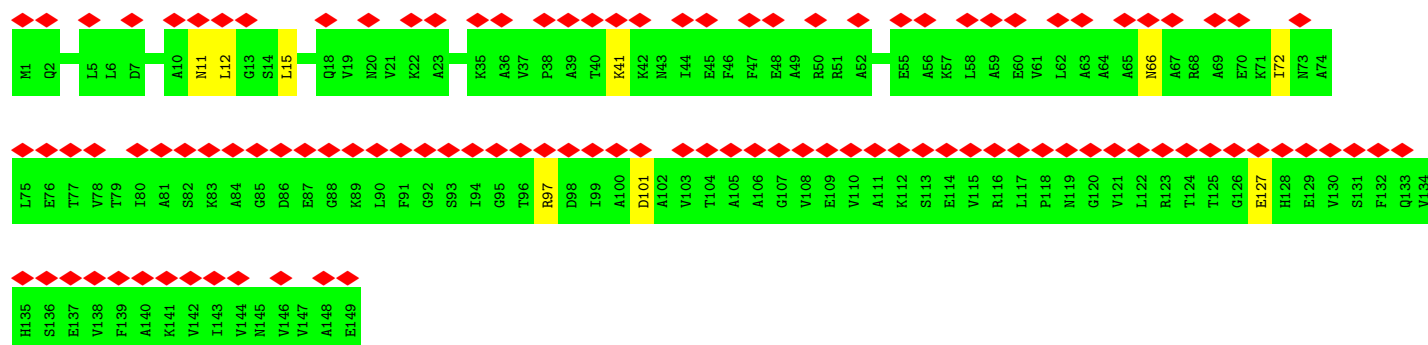 M1 Q2 L5 L6 D7 A10 N11 L12 G13 S14 L15 Q18 V19 N20 V21 K22 A23 K35 A36 V37 P38 A39 T40 K41 K42 N43 I44 E45 F46 F47 E48 A49 R50 R51 A52 E55 A56 K57 L58 A59 E60 V61 L62 A63 A64 A65 N66 A67 R68 A69 E70 K71 I72 N73 A74
L75 E76 T77 V78 T79 I80 A81 S82 K83 A84 G85 D86 E87 G88 K89 L90 F91 G92 S93 I94 G95 T96 R97 D98 I99 A100 D101 A102 V103 T104 A105 A106 G107 V108 E109 V110 A111 K112 S113 E114 V115 R116 L117 P118 N119 G120 V121 L122 R123 T124 T125 G126 E127 H128 E129 V130 S131 F132 Q133 V134
H135 S136 E137 V138 F139 A140 K141 V142 I143 V144 N145 V146 V147 A148 E149